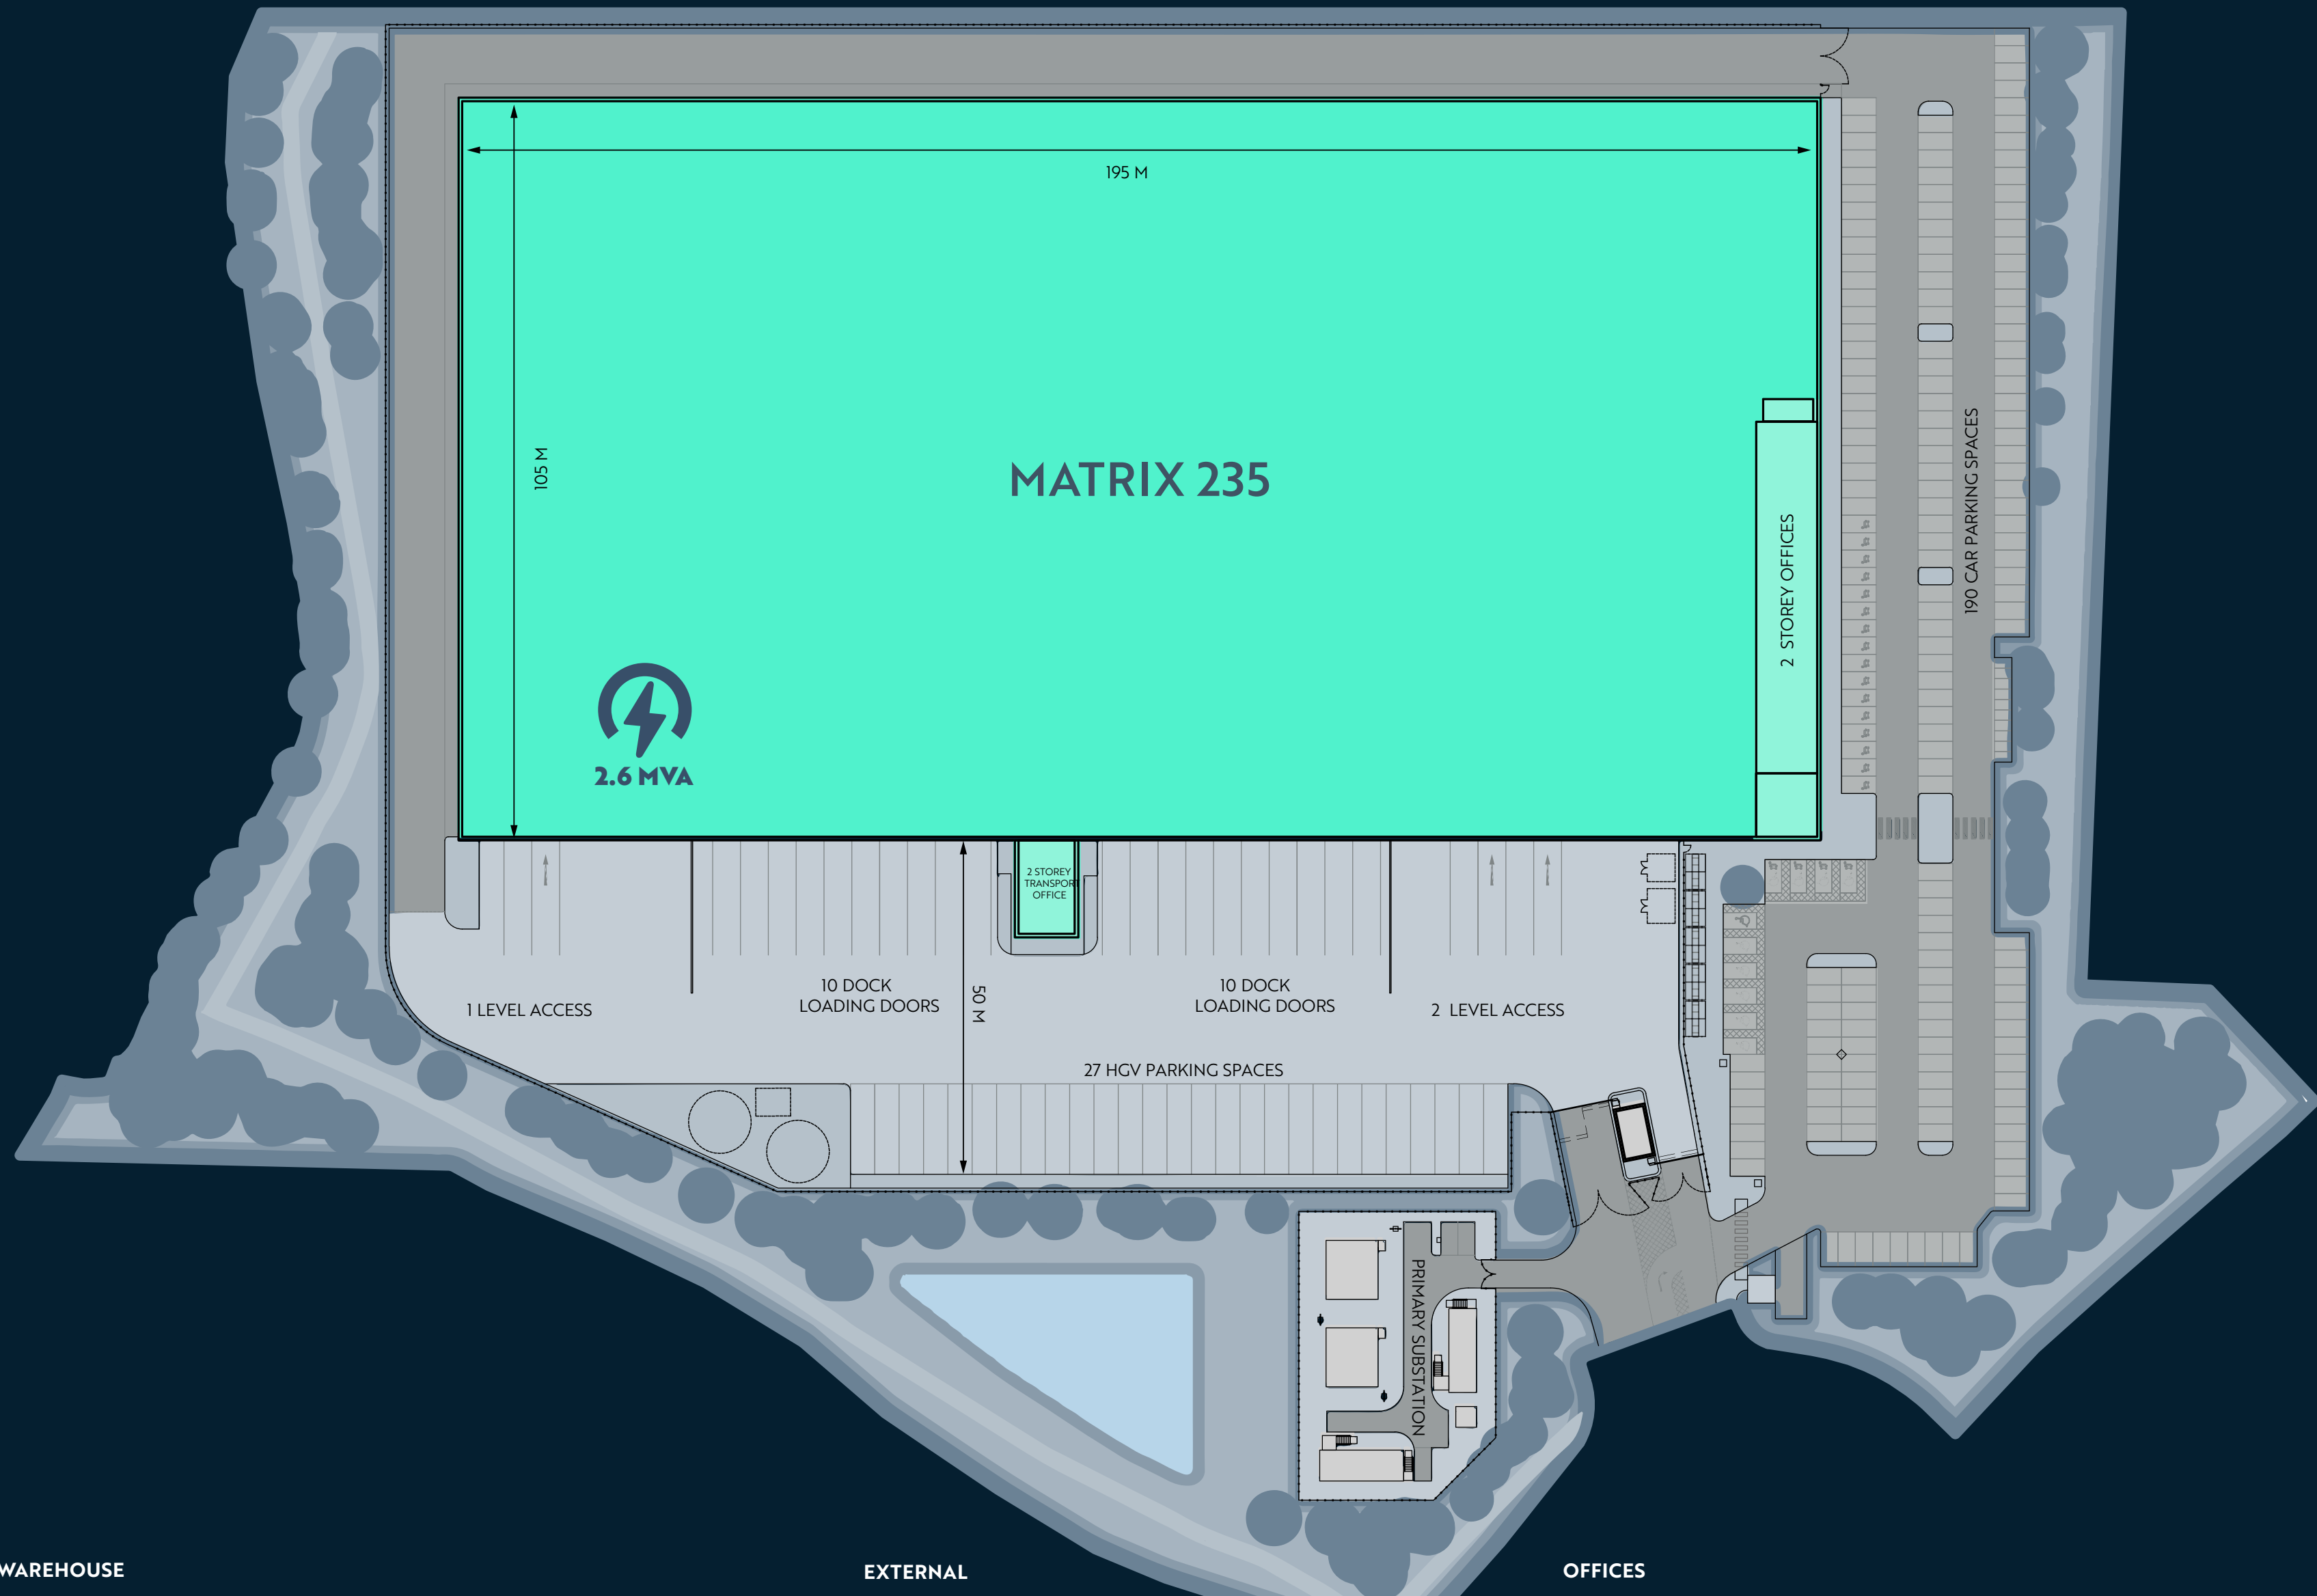 195 M
105 M
MATRIX 235
190 CAR PARKING SPACES
2 STOREY OFFICES
2.6 MVA
2 STOREY
TRANSPORT
OFFICE
10 DOCK
LOADING DOORS
50 M
10 DOCK
LOADING DOORS
1 LEVEL ACCESS
2 LEVEL ACCESS
27 HGV PARKING SPACES
PRIMARY SUBSTATION
WAREHOUSE
EXTERNAL
OFFICES